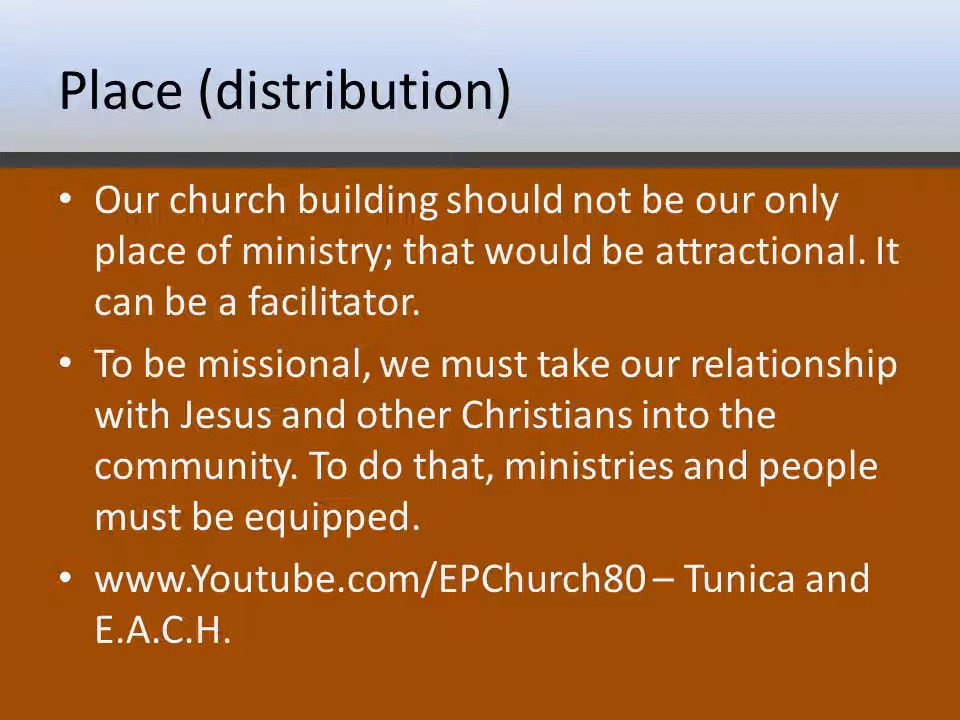 Place (distribution)
• Our church building should not be our only
place of ministry; that would be attractional. It
can be a facilitator.
• To be missional, we must take our relationship
with Jesus and other Christians into the
community. To do that, ministries and people
must be equipped.
• www.Youtube.com/EPChurch80 – Tunica and
E.A.C.H.